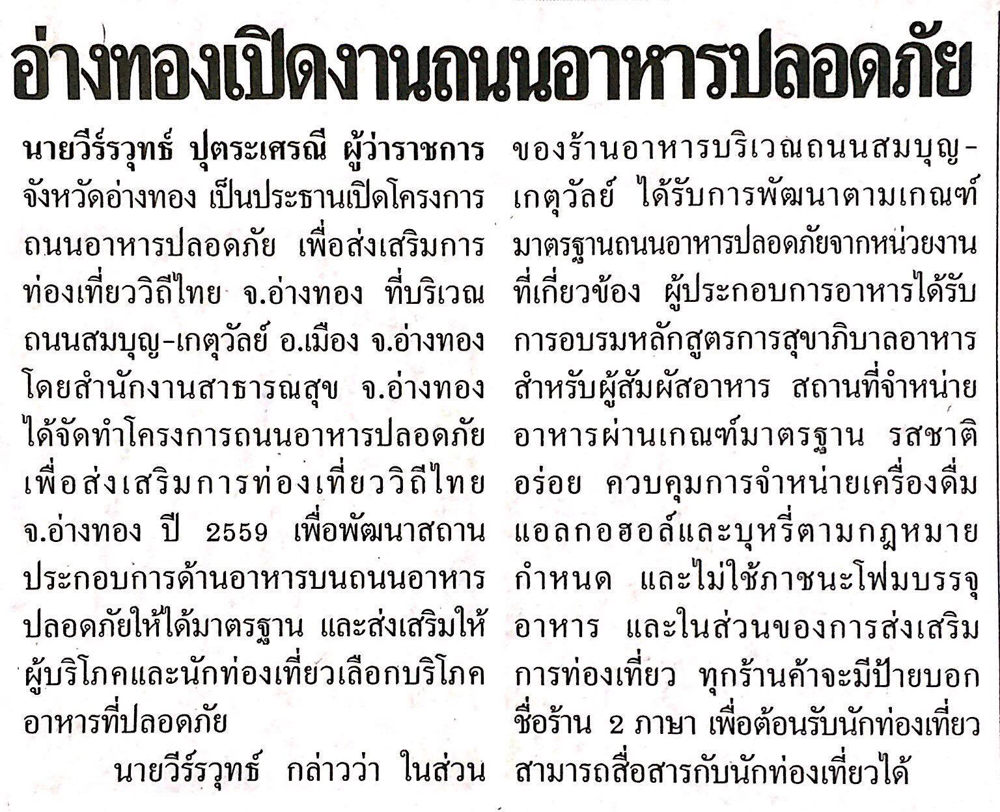 อ่างทองเปิดงานถนนอาหารปลอดภัย
นายวีร์รวุทธ์ ปุตระเศรณี ผู้ว่าราชการ
จังหวัดอ่างทอง เป็นประธานเปิดโครงการ
ถนนอาหารปลอดภัย เพื่อส่งเสริมการ
ท่องเที่ยววิถีไทย จ.อ่างทอง ที่บริเวณ
ถนนสมบุญ-เกตุวัลย์ อ.เมือง จ.อ่างทอง
โดยสำนักงานสาธารณสุข จ.อ่างทอง
ได้จัดทำโครงการถนนอาหารปลอดภัย
เพื่อส่งเสริมการท่องเที่ยววิถีไทย
จ.อ่างทอง ปี 2559 เพื่อพัฒนาสถาน
ประกอบการด้านอาหารบนถนนอาหาร
ปลอดภัยให้ได้มาตรฐาน และส่งเสริมให้
ผู้บริโภคและนักท่องเที่ยวเลือกบริโภค
อาหารที่ปลอดภัย
นายวีร์รวุทธ์ กล่าวว่า ในส่วน
ของร้านอาหารบริเวณถนนสมบุญ-
เกตุวัลย์ ได้รับการพัฒนาตามเกณฑ์
มาตรฐานถนนอาหารปลอดภัยจากหน่วยงาน
ที่เกี่ยวข้อง ผู้ประกอบการอาหารได้รับ
การอบรมหลักสูตรการสุขาภิบาลอาหาร
สำหรับผู้สัมผัสอาหาร สถานที่จำหน่าย
อาหารผ่านเกณฑ์มาตรฐาน รสชาติ
อร่อย ควบคุมการจำหน่ายเครื่องดื่ม
แอลกอฮอล์และบุหรี่ตามกฎหมาย
กำหนด และไม่ใช้ภาชนะโฟมบรรจุ
อาหาร และในส่วนของการส่งเสริม
การท่องเที่ยว ทุกร้านค้าจะมีป้ายบอก
ชื่อร้าน 2 ภาษา เพื่อต้อนรับนักท่องเที่ยว
สามารถสื่อสารกับนักท่องเที่ยวได้